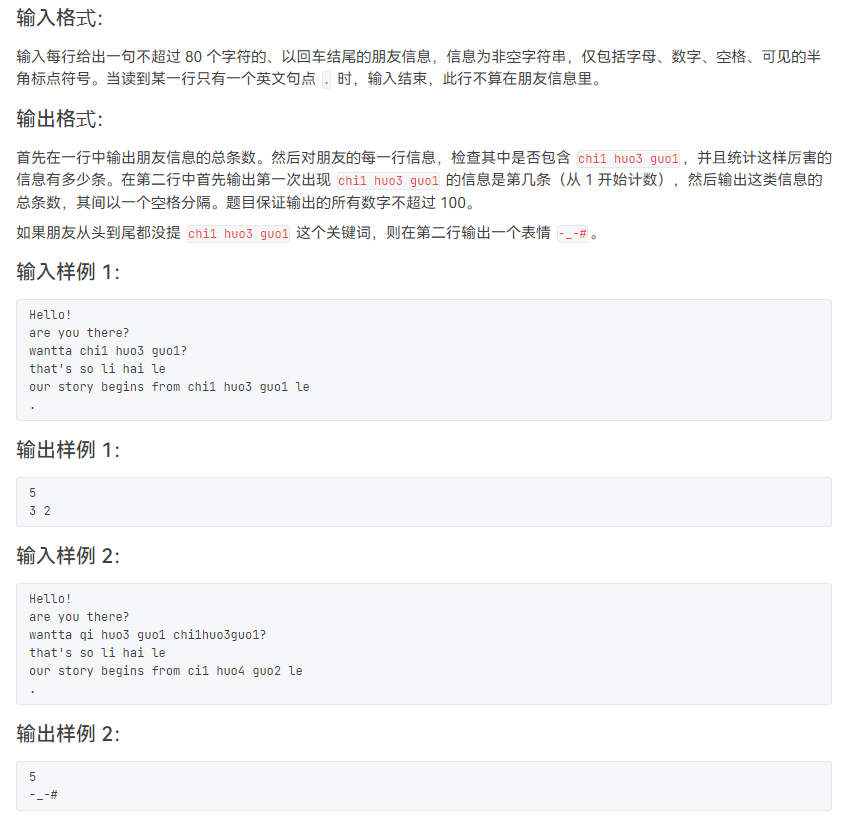 输入格式：
输入每行给出一句不超过 80 个字符的、以回车结尾的朋友信息，信息为非空字符串，仅包括字母、数字、空格、可见的半
角标点符号。当读到某一行只有一个英文句点 . 时，输入结束，此行不算在朋友信息里。
输出格式：
首先在一行中输出朋友信息的总条数。然后对朋友的每一行信息，检查其中是否包含 chi1 huo3 guo1，并且统计这样厉害的
信息有多少条。在第二行中首先输出第一次出现 chi1 huo3 guo1 的信息是第几条（从 1 开始计数），然后输出这类信息的
总条数，其间以一个空格分隔。题目保证输出的所有数字不超过 100。
如果朋友从头到尾都没提 chi1 huo3 guo1 这个关键词，则在第二行输出一个表情 -_-#。
输入样例 1：
Hello!
are you there?
wantta chi1 huo3 guo1?
that's so li hai le
our story begins from chi1 huo3 guo1 le
.
输出样例 1：
5
3 2
输入样例 2：
Hello!
are you there?
wantta qi huo3 guo1 chi1huo3guo1?
that's so li hai le
our story begins from ci1 huo4 guo2 le
.
输出样例 2：
5
-_-#